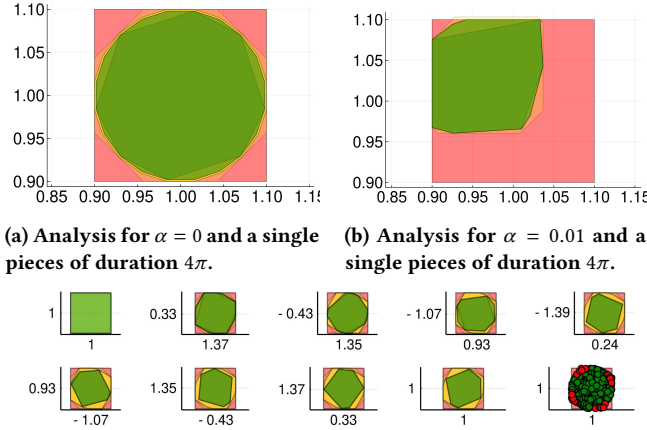 1.10
1.05
1.00
0.95
0.90
0.85 0.90 0.95 1.00 1.05 1.10 1.15
1.10
1.05
1.00
0.95
0.90
0.85 0.90 0.95 1.00 1.05 1.10 1.15
(a) Analysis for α = 0 and a single
pieces of duration 4π.
(b) Analysis for α = 0.01 and a
single pieces of duration 4π.
1 0.33 - 0.43 - 1.07 - 1.39
1 1.37 1.35 0.93 0.24
0.93 1.35 1.37 1 1
- 1.07 - 0.43 0.33 1 1